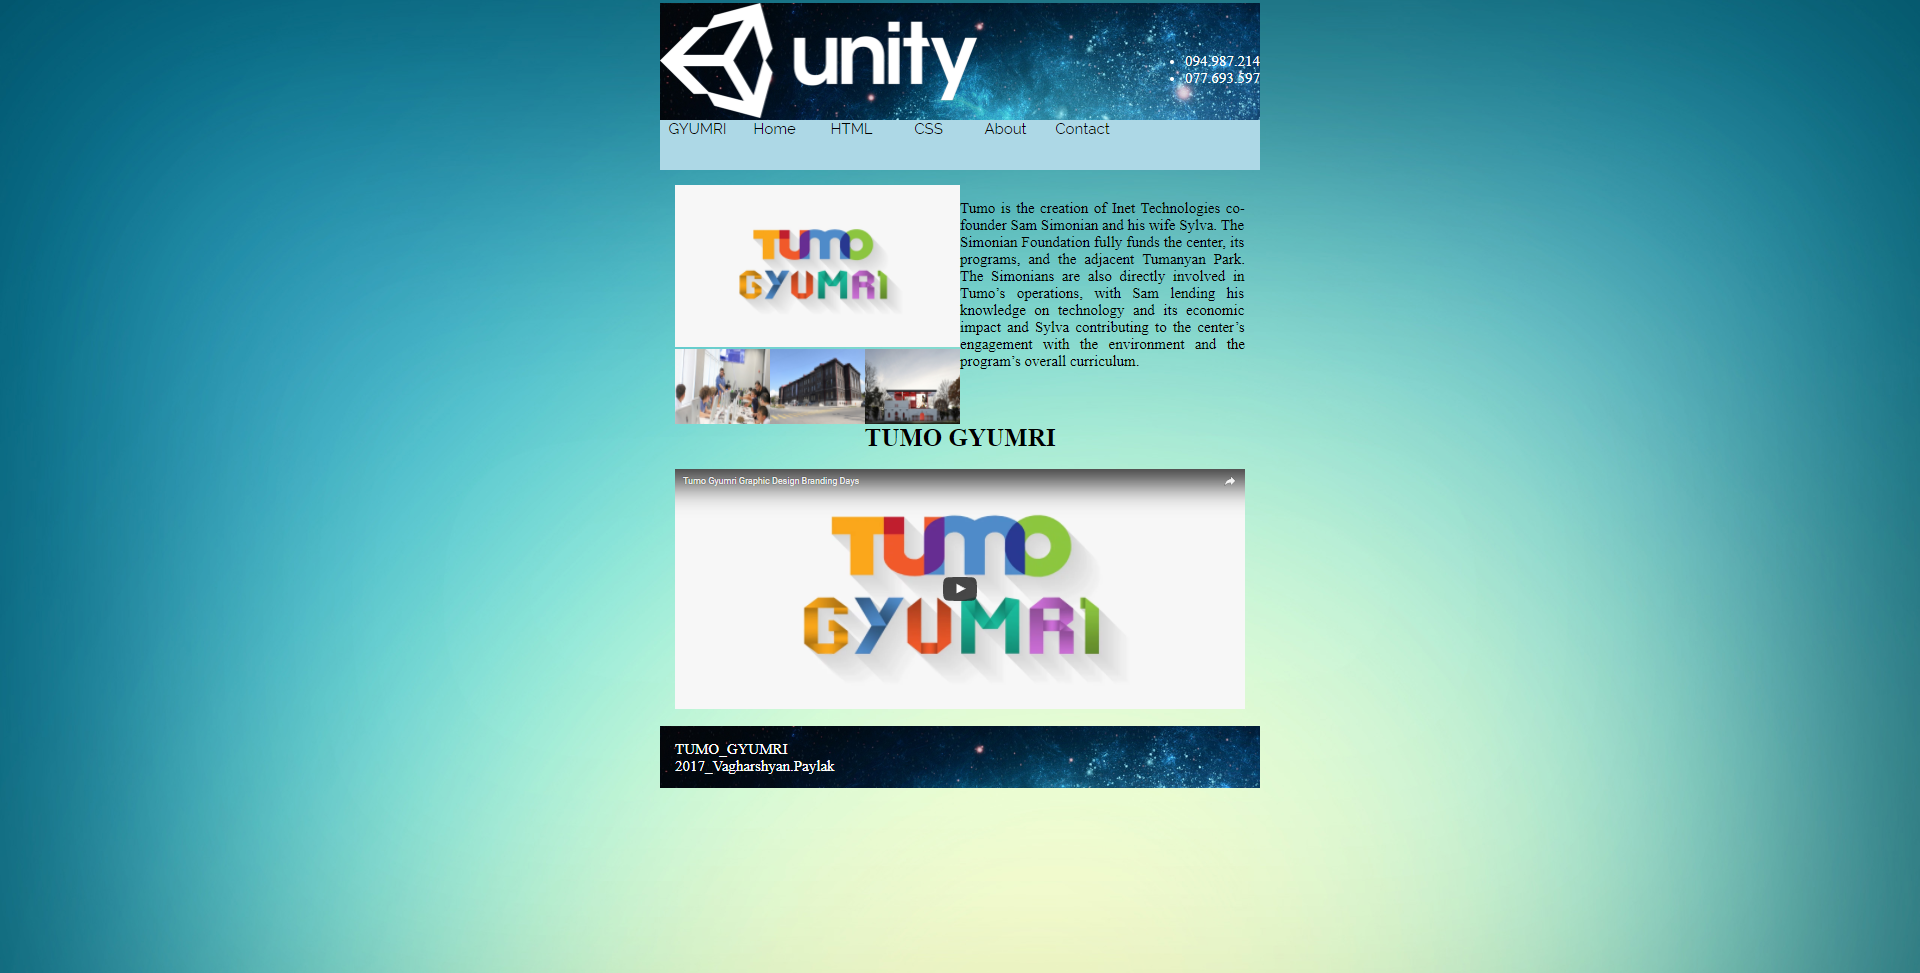 unity
094.987.214
077.693.597
GYUMRI Home HTML CSS About Contact
TUMO
GYUMRI
Tumo is the creation of Inet Technologies co-
founder Sam Simonian and his wife Sylva. The
Simonian Foundation fully funds the center, its
programs, and the adjacent Tumanyan Park.
The Simonians are also directly involved in
Tumo’s operations, with Sam lending his
knowledge on technology and its economic
impact and Sylva contributing to the center’s
engagement with the environment and the
program’s overall curriculum.
TUMO GYUMRI
Tumo Gyumri Graphic Design Branding Days
TUMO
GYUMRI
TUMO_GYUMRI
2017_Vagharshyan.Paylak